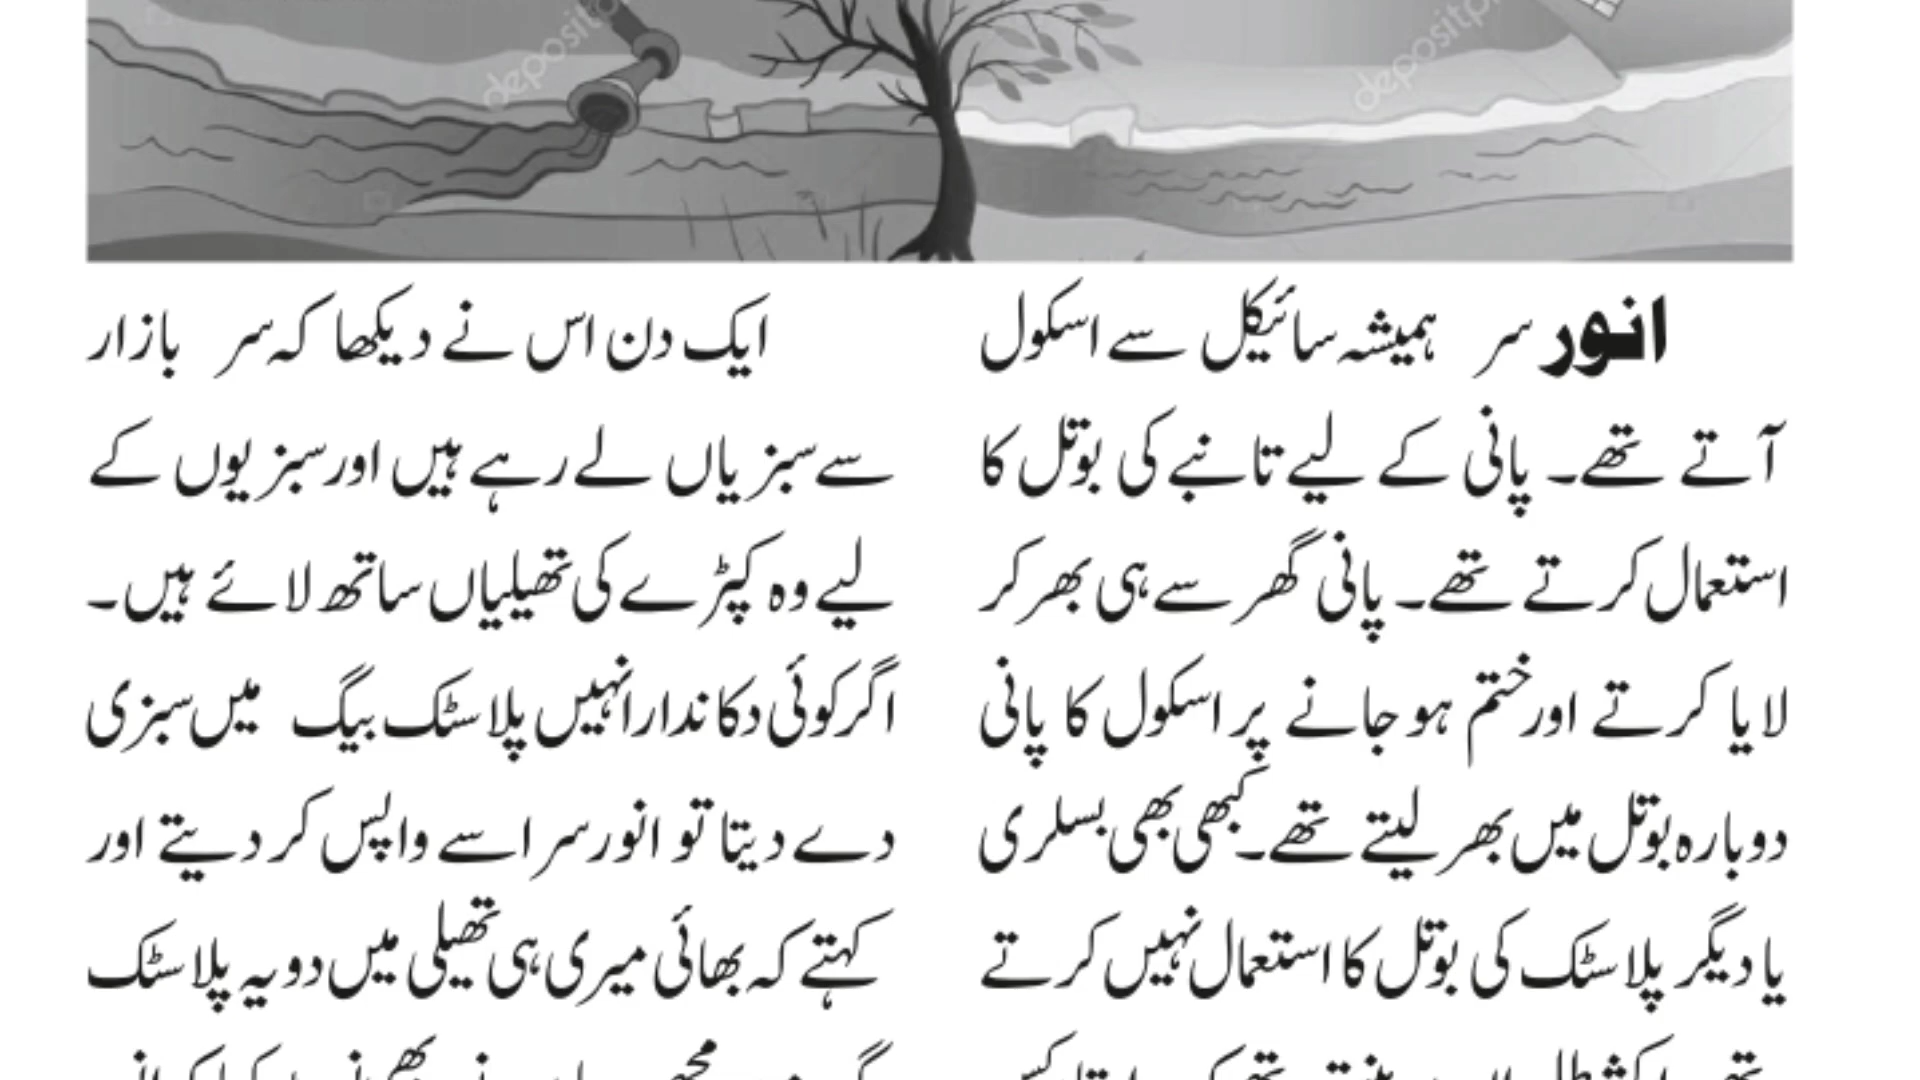 depositp
depositp
انور سر ہمیشہ سائیکل سے اسکول
آتے تھے۔ پانی کے لیے تانبے کی بوتل کا
استعمال کرتے تھے۔ پانی گھر سے ہی بھر کر
لایا کرتے اور ختم ہو جانے پر اسکول کا پانی
دوبارہ بوتل میں بھر لیتے تھے۔ کبھی بھی بسلری
یا دیگر پلاسٹک کی بوتل کا استعمال نہیں کرتے
ایک دن اس نے دیکھا کہ سر بازار
سے سبزیاں لے رہے ہیں اور سبزیوں کے
لیے وہ کپڑے کی تھیلیاں ساتھ لائے ہیں۔
اگر کوئی دکاندار انہیں پلاسٹک بیگ میں سبزی
دے دیتا تو انور سر اسے واپس کر دیتے اور
کہتے کہ بھائی میری ہی تھیلی میں دو یہ پلاسٹک